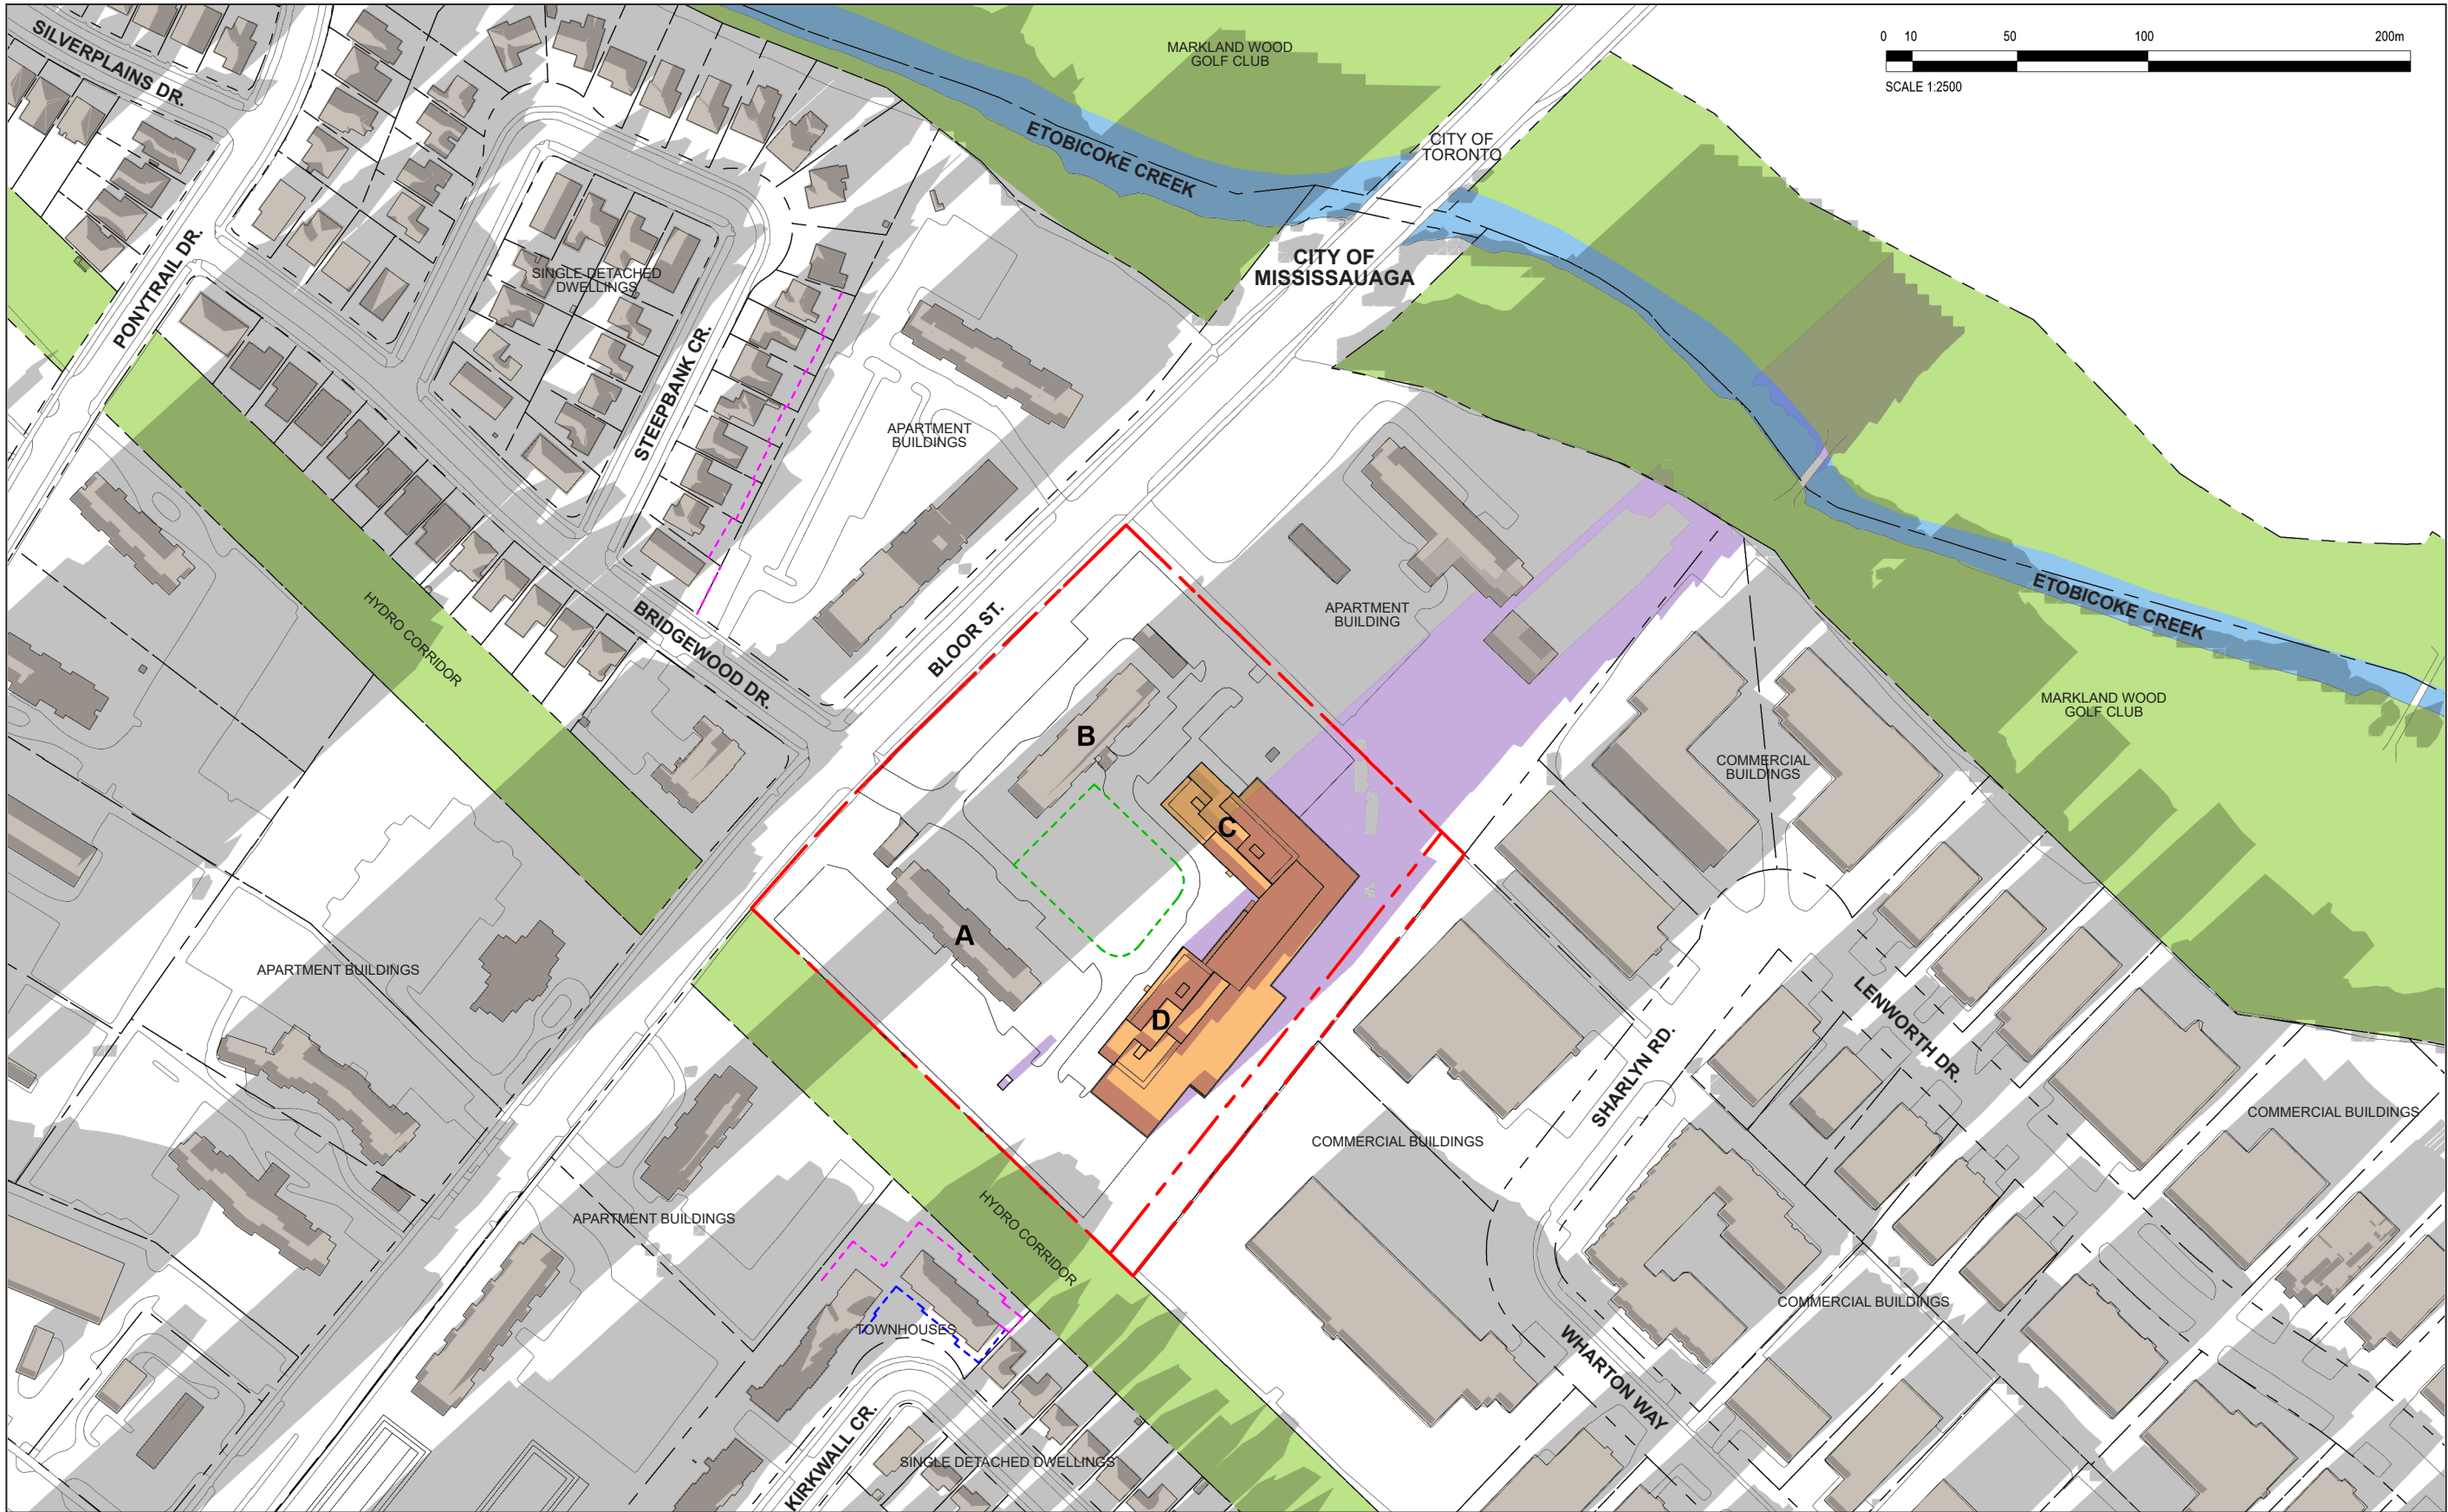 SILVERPLAINS DR.
MARKLAND WOOD
GOLF CLUB
0 10 50 100 200m
SCALE 1:2500
ETOBICOKE CREEK
CITY OF
TORONTO
CITY OF
MISSISSAUAGA
PONYTRAIL DR.
SINGLE DETACHED
DWELLINGS
STEEPBANK CR.
APARTMENT
BUILDINGS
HYDRO CORRIDOR
BRIDGEWOOD DR.
BLOOR ST.
APARTMENT
BUILDING
ETOBICOKE CREEK
MARKLAND WOOD
GOLF CLUB
B
COMMERCIAL
BUILDINGS
C
A
APARTMENT BUILDINGS
D
LENWORTH DR.
SHARLYN RD.
COMMERCIAL BUILDINGS
COMMERCIAL BUILDINGS
APARTMENT BUILDINGS
HYDRO CORRIDOR
COMMERCIAL BUILDINGS
TOWNHOUSES
WHARTON WAY
KIRKWALL CR.
SINGLE DETACHED DWELLINGS